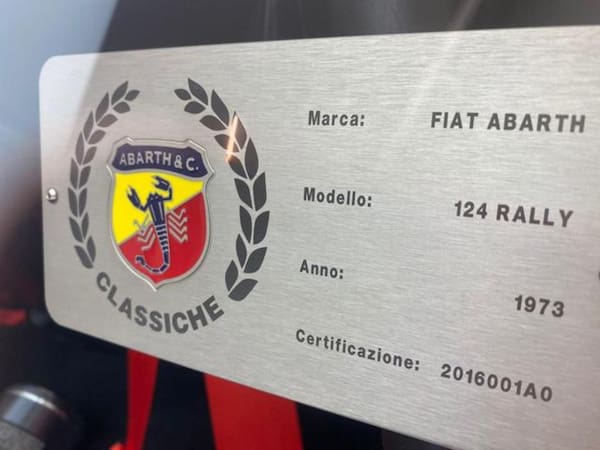 ABARTH & C.
CLASSICHE
Marca: FIAT ABARTH
Modello: 124 RALLY
Anno: 1973
Certificazione: 2016001A0